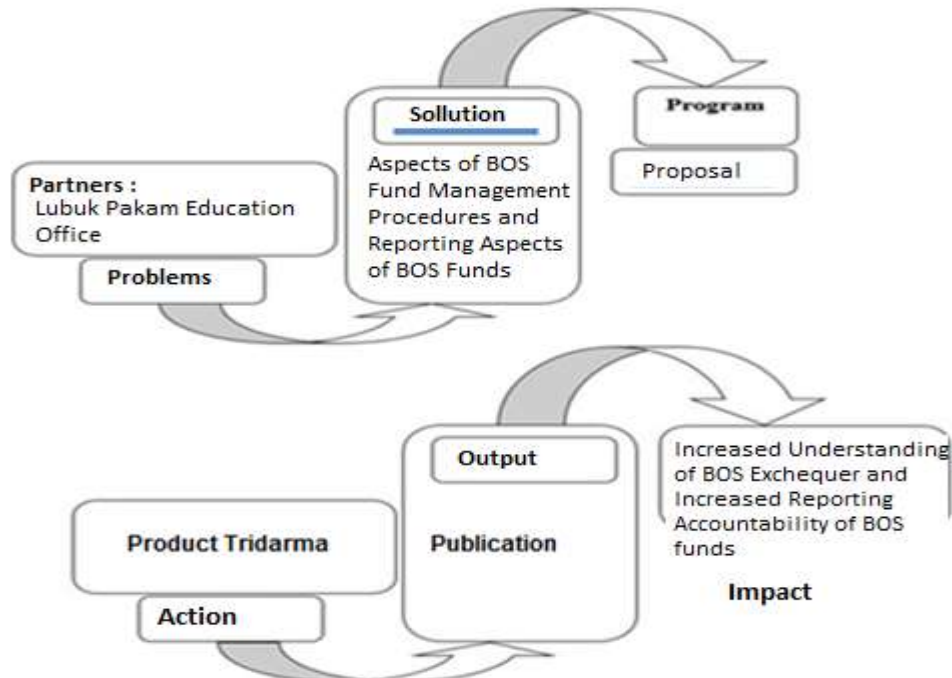 Partners :
Lubuk Pakam Education
Office
Problems
Sollution
Aspects of BOS
Fund Management
Procedures and
Reporting Aspects
of BOS Funds
Program
Proposal
Product Tridarma
Action
Output
Publication
Increased Understanding
of BOS Exchequer and
Increased Reporting
Accountability of BOS
funds
Impact